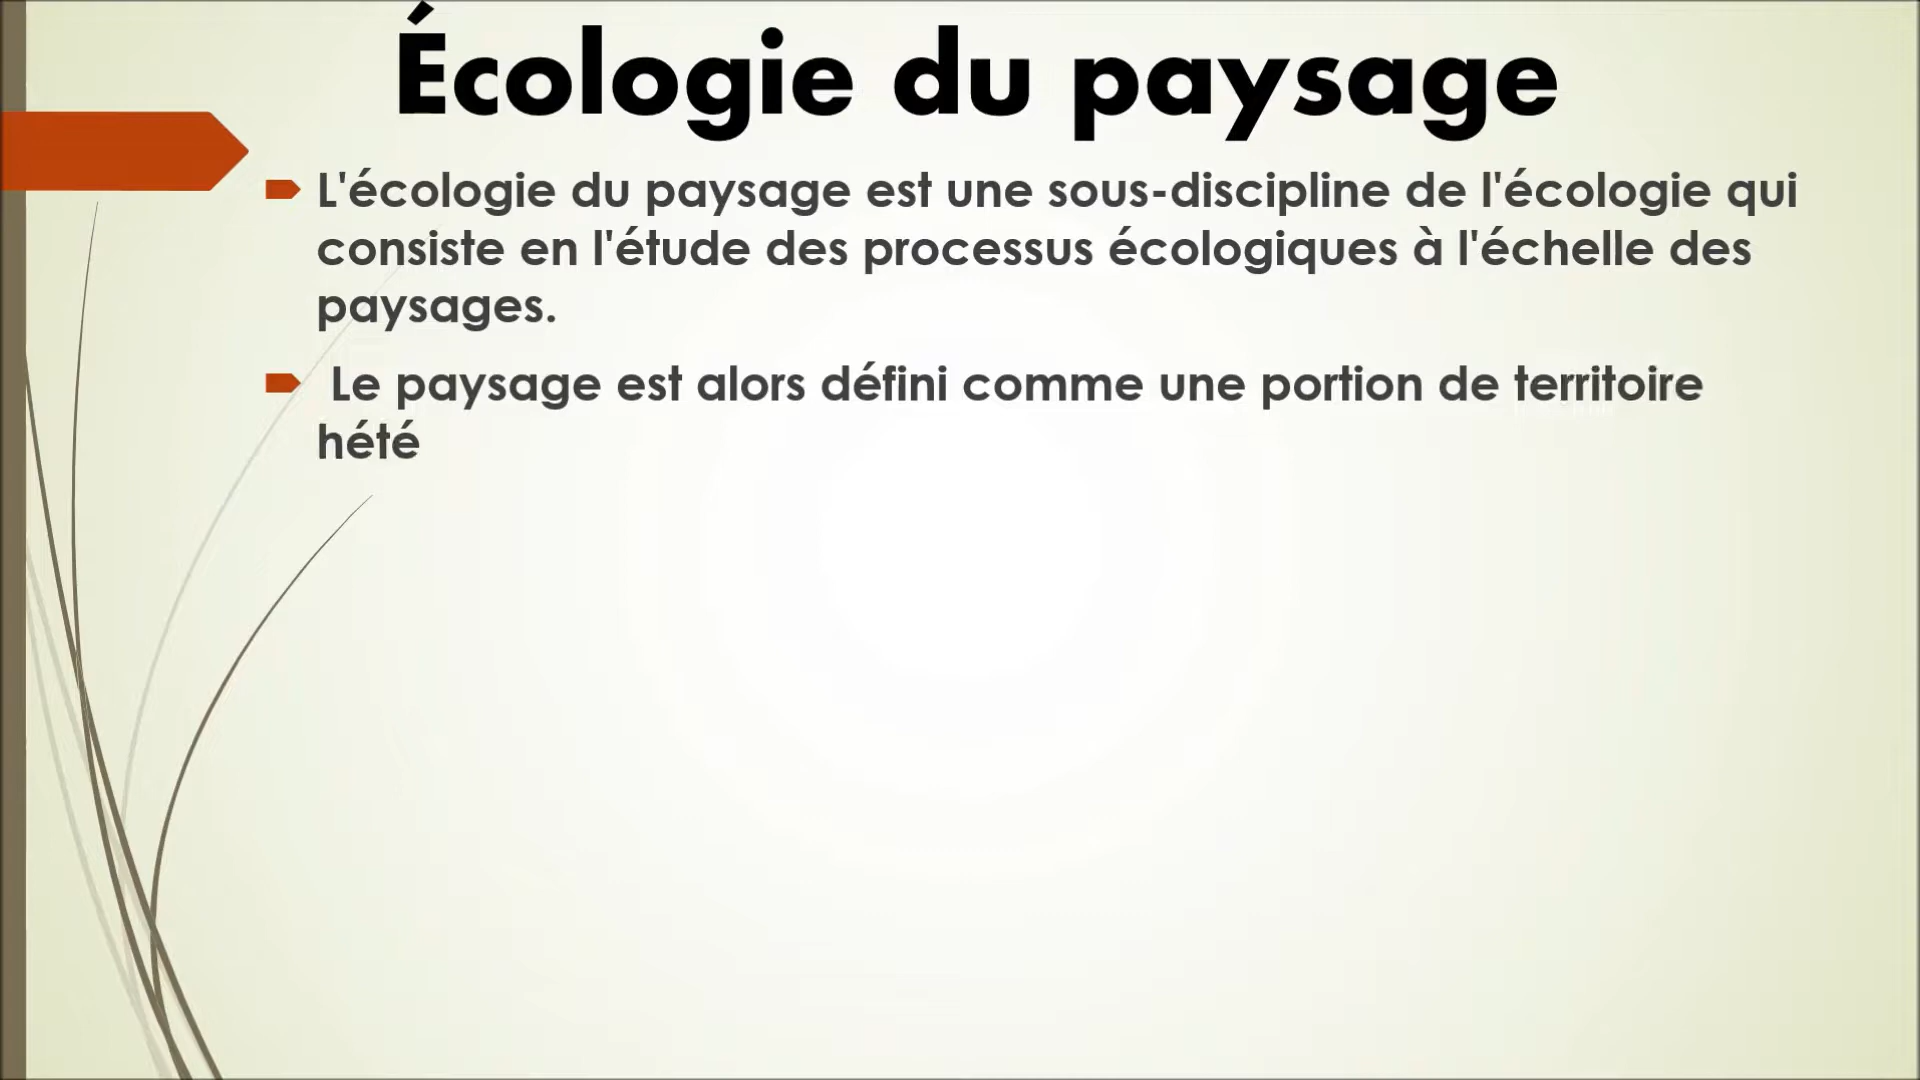 Écologie du paysage
L'écologie du paysage est une sous-discipline de l'écologie qui
consiste en l'étude des processus écologiques à l'échelle des
paysages.
Le paysage est alors défini comme une portion de territoire
hété